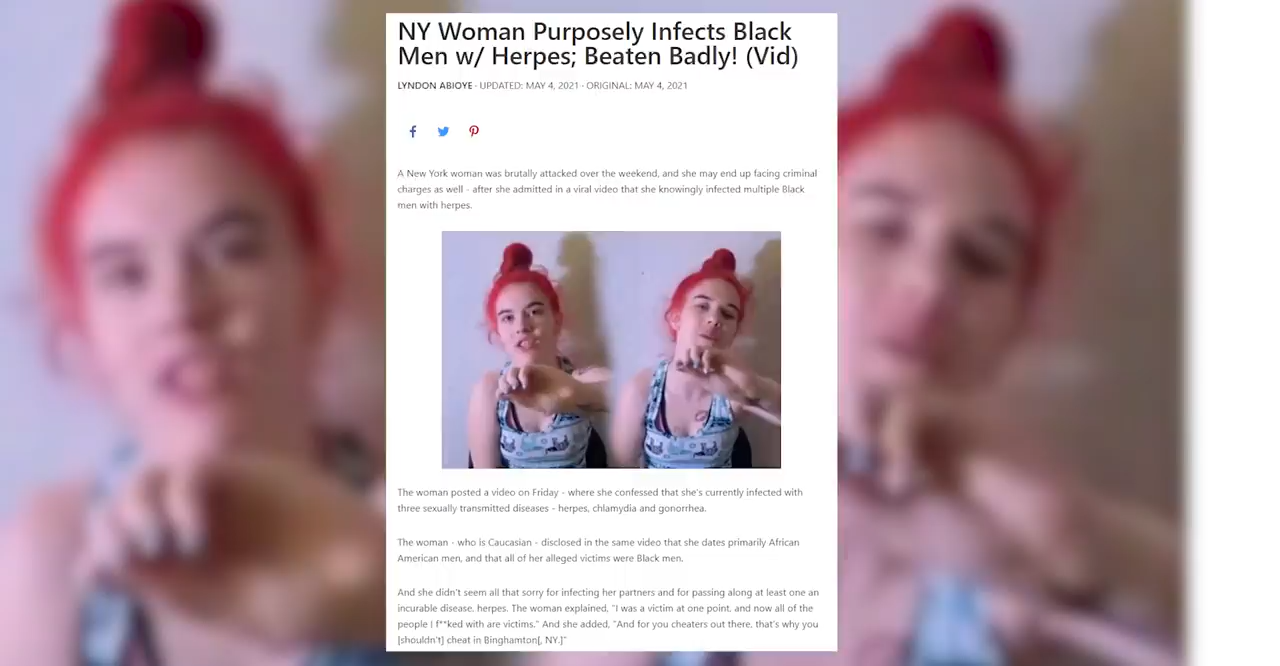 NY Woman Purposely Infects Black
Men w/ Herpes; Beaten Badly! (Vid)
LYNDON ABIOYE · UPDATED: MAY 4, 2021 · ORIGINAL: MAY 4, 2021
A New York woman was brutally attacked over the weekend, and she may end up facing criminal
charges as well - after she admitted in a viral video that she knowingly infected multiple Black
men with herpes.
The woman posted a video on Friday - where she confessed that she's currently infected with
three sexually transmitted diseases - herpes, chlamydia and gonorrhea.
The woman - who is Caucasian - disclosed in the same video that she dates primarily African
American men, and that all of her alleged victims were Black men.
And she didn't seem all that sorry for infecting her partners and for passing along at least one an
incurable disease, herpes. The woman explained, "I was a victim at one point, and now all of the
people I f**ked with are victims." And she added, "And for you cheaters out there, that's why you
[shouldn't] cheat in Binghamton[, NY.]"